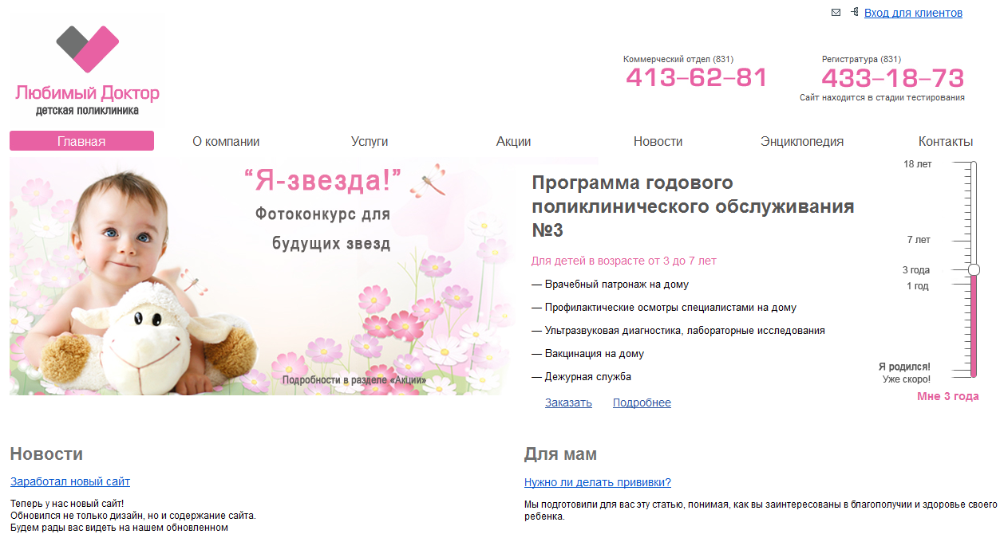 Вход для клиентов
Любимый Доктор
детская поликлиника
Коммерческий отдел (831)
413–62–81
Регистратура (831)
433–18–73
Сайт находится в стадии тестирования
Главная
О компании
Услуги
Акции
Новости
Энциклопедия
Контакты
“Я-звезда!”
Фотоконкурс для
будущих звезд
Подробности в разделе «Акции»
Программа годового
поликлинического обслуживания
№3
Для детей в возрасте от 3 до 7 лет
— Врачебный патронаж на дому
— Профилактические осмотры специалистами на дому
— Ультразвуковая диагностика, лабораторные исследования
— Вакцинация на дому
— Дежурная служба
Заказать Подробнее
18 лет
7 лет
3 года
1 год
Я родился!
Уже скоро!
Мне 3 года
Новости
Заработал новый сайт
Теперь у нас новый сайт!
Обновился не только дизайн, но и содержание сайта.
Будем рады вас видеть на нашем обновленном
Для мам
Нужно ли делать прививки?
Мы подготовили для вас эту статью, понимая, как вы заинтересованы в благополучии и здоровье своего
ребенка.